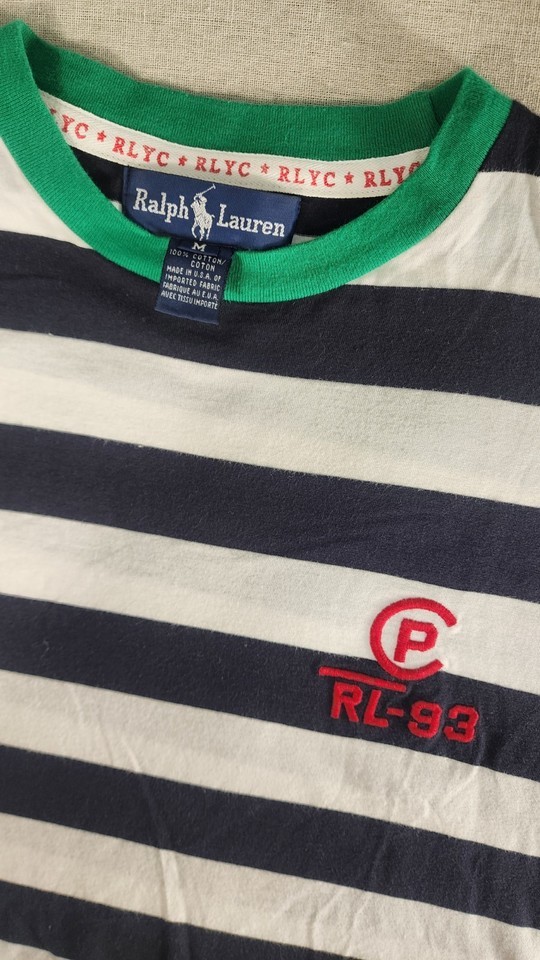 YC ★ RLYC ★ RLYC ★ RLYC ★ RLYC
Ralph Lauren
M
100% COTTON/
COTON
MADE IN U.S.A. OF
IMPORTED FABRIC
FABRIQUE AU E.U.A.
AVEC TISSU IMPORTÉ
CP
RL-93